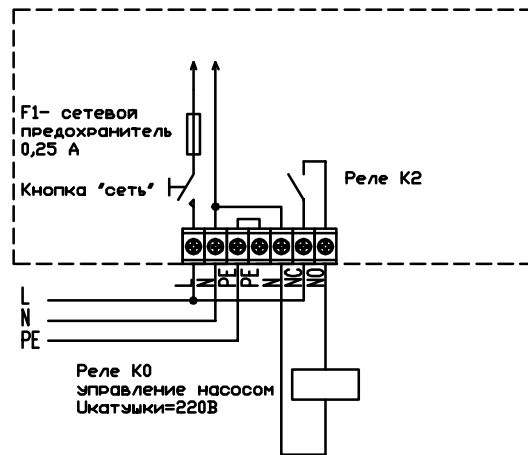 F1- сетевой
предохранитель
0,25 А
Кнопка "сеть"
Реле К2
L N PE PE N NC NO
L
N
PE
Реле К0
управление насосом
Uкатушки=220В